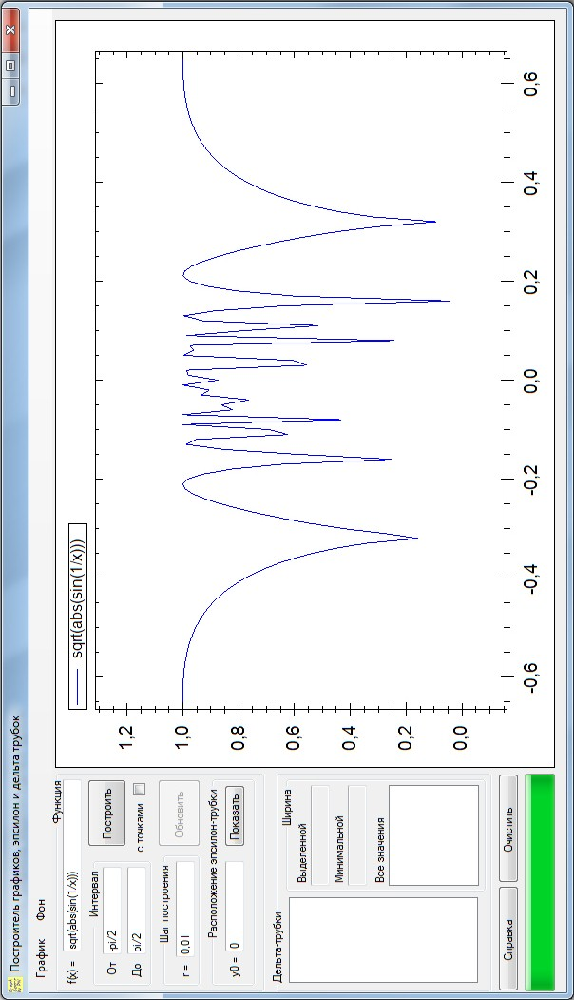 Построитель графиков, эпсилон и дельта трубок
График Фон
Функция
f(x) = sqrt(abs(sin(1/x)))
Интервал
От -pi/2
До pi/2
Построить
с точками
Шаг построения
r = 0,01
Обновить
Расположение эпсилон-трубки
y0 = 0
Показать
Дельта-трубки
Ширина
Выделенной
Минимальной
Все значения
Справка
Очистить
sqrt(abs(sin(1/x)))
1,2
1,0
0,8
0,6
0,4
0,2
0,0
-0,6 -0,4 -0,2 0,0 0,2 0,4 0,6